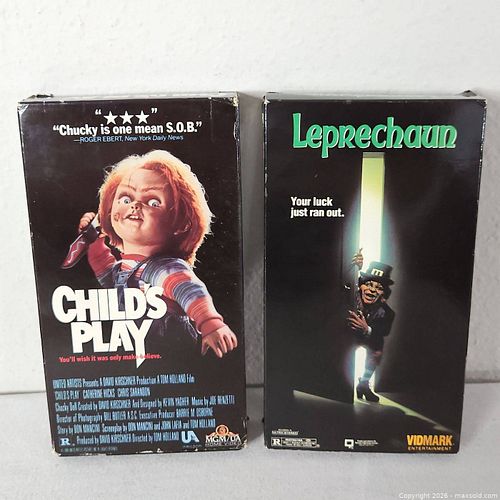 "★★★"
"Chucky is one mean S.O.B."
—ROGER EBERT, New York Daily News
CHILD'S
PLAY
You'll wish it was only make believe.
UNITED ARTISTS Presents A DAVID KIRSCHNER Production A TOM HOLLAND Film
CHILD'S PLAY CATHERINE HICKS CHRIS SARANDON
Chucky Doll Created By DAVID KIRSCHNER And Designed By KEVIN YAGHER Music by JOE RENZETTI
Director of Photography BILL BUTLER A.S.C. Executive Producer BARRIE M. OSBORNE
Story by DON MANCINI Screenplay by DON MANCINI and JOHN LAFIA and TOM HOLLAND
Produced by DAVID KIRSCHNER Directed by TOM HOLLAND
R
UA
MGM/UA
HOME VIDEO
Leprechaun
Your luck
just ran out.
R
VIDMARK
ENTERTAINMENT
Copyright 2026 - maxsold.com